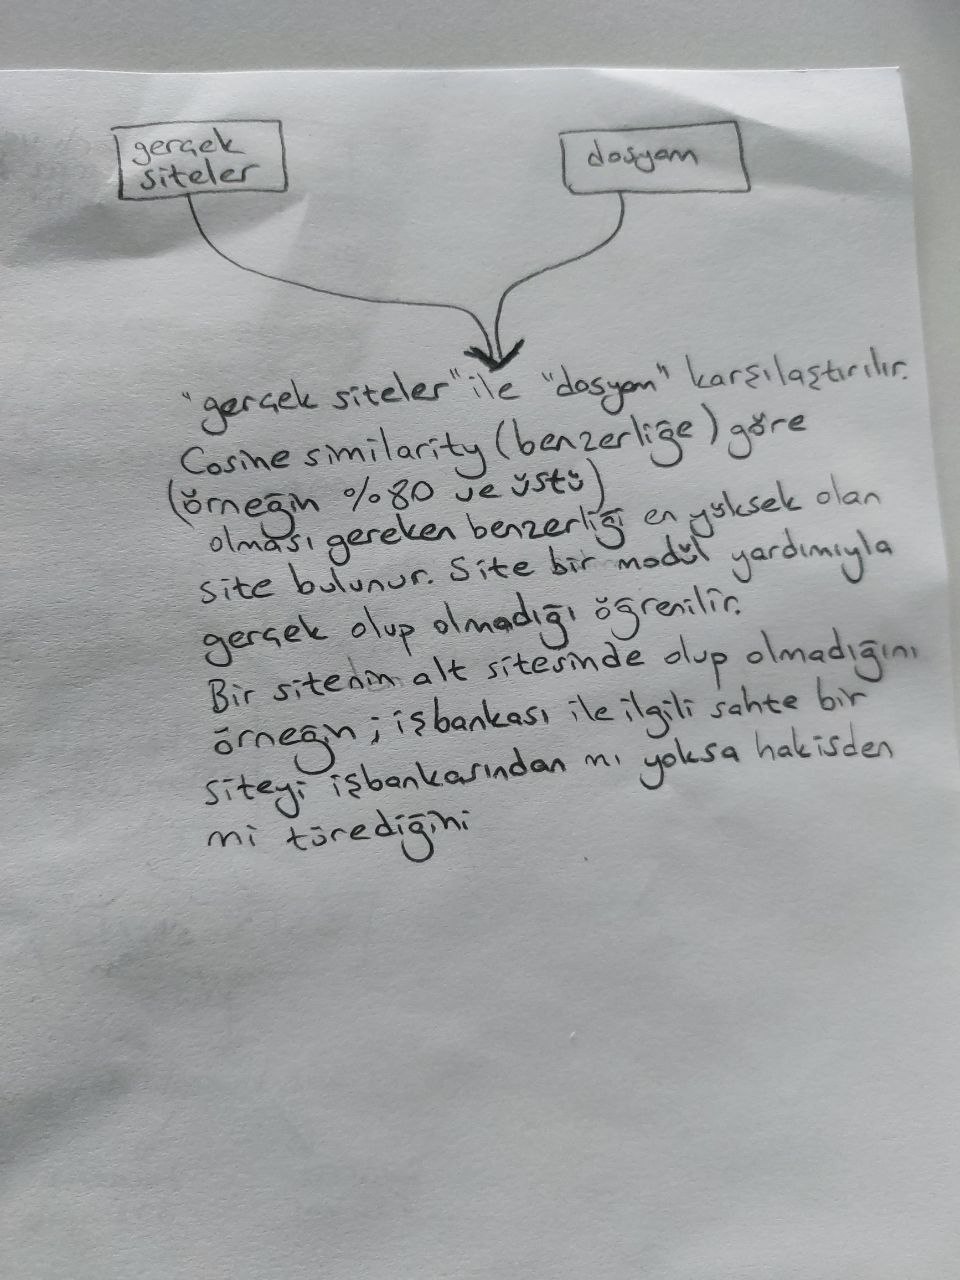 gerçek
siteler
dosyam
"gerçek siteler" ile "dosyam" karşılaştırılır.
Cosine similarity (benzerliğe) göre
(örneğin %80 ve üstü)
olması gereken benzerliği en yüksek olan
site bulunur. Site bir modül yardımıyla
gerçek olup olmadığı öğrenilir.
Bir sitenin alt sitesinde olup olmadığını
örneğin; işbankası ile ilgili sahte bir
siteyi işbankasından mı yoksa hakisden
mi türediğini